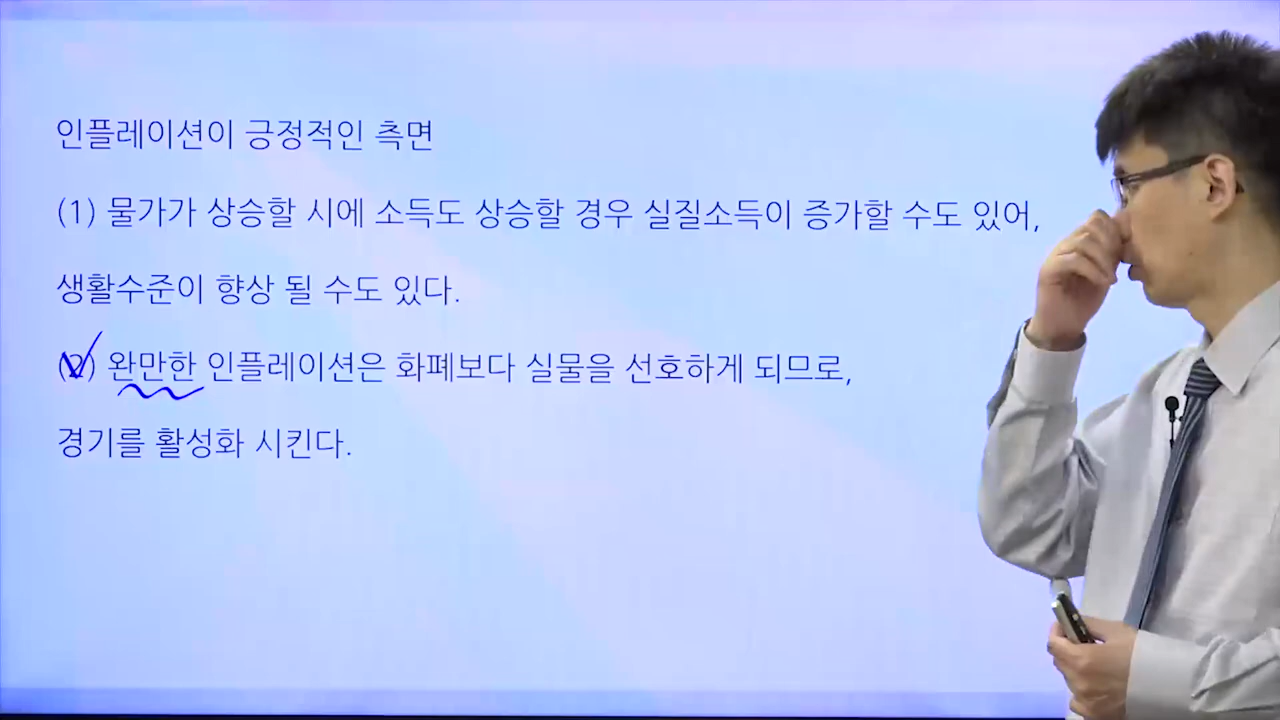 인플레이션이 긍정적인 측면
(1) 물가가 상승할 시에 소득도 상승할 경우 실질소득이 증가할 수도 있어,
생활수준이 향상 될 수도 있다.
(2) 완만한 인플레이션은 화폐보다 실물을 선호하게 되므로,
경기를 활성화 시킨다.